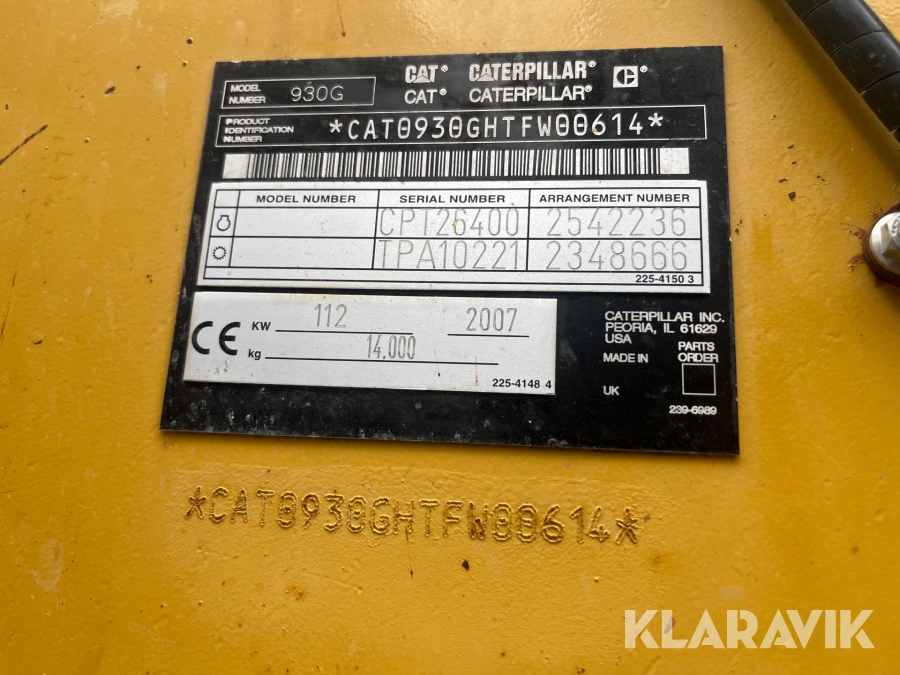 MODEL NUMBER 930G CAT® CATERPILLAR®
CAT® CATERPILLAR®
PRODUCT IDENTIFICATION NUMBER *CAT0930GHTFW00614*
MODEL NUMBER SERIAL NUMBER ARRANGEMENT NUMBER
CPT26400 2542236
TPA10221 2348666
225-4150 3
CE KW 112 2007
kg 14.000
225-4148 4
CATERPILLAR INC.
PEORIA, IL 61629
USA
MADE IN
UK
PARTS
ORDER
239-6989
*CAT0930GHTFW00614*
KLARAVIK